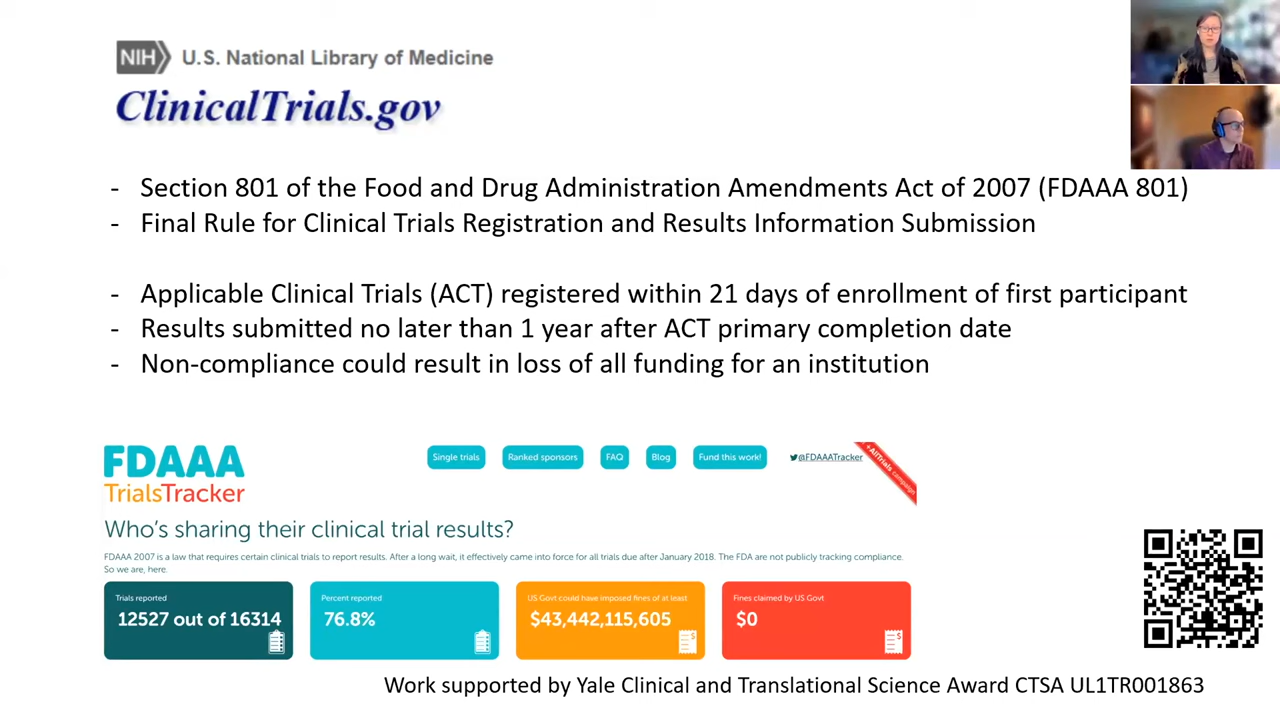 NIH U.S. National Library of Medicine
ClinicalTrials.gov
- Section 801 of the Food and Drug Administration Amendments Act of 2007 (FDAAA 801)
- Final Rule for Clinical Trials Registration and Results Information Submission
- Applicable Clinical Trials (ACT) registered within 21 days of enrollment of first participant
- Results submitted no later than 1 year after ACT primary completion date
- Non-compliance could result in loss of all funding for an institution
FDAAA
TrialsTracker
Single trials Ranked sponsors FAQ Blog Fund this work! @FDAAATracker
#AllTrials campaign
Who's sharing their clinical trial results?
FDAAA 2007 is a law that requires certain clinical trials to report results. After a long wait, it effectively came into force for all trials due after January 2018. The FDA are not publicly tracking compliance.
So we are, here.
Trials reported
12527 out of 16314
Percent reported
76.8%
US Govt could have imposed fines of at least
$43,442,115,605
Fines claimed by US Govt
$0
Work supported by Yale Clinical and Translational Science Award CTSA UL1TR001863